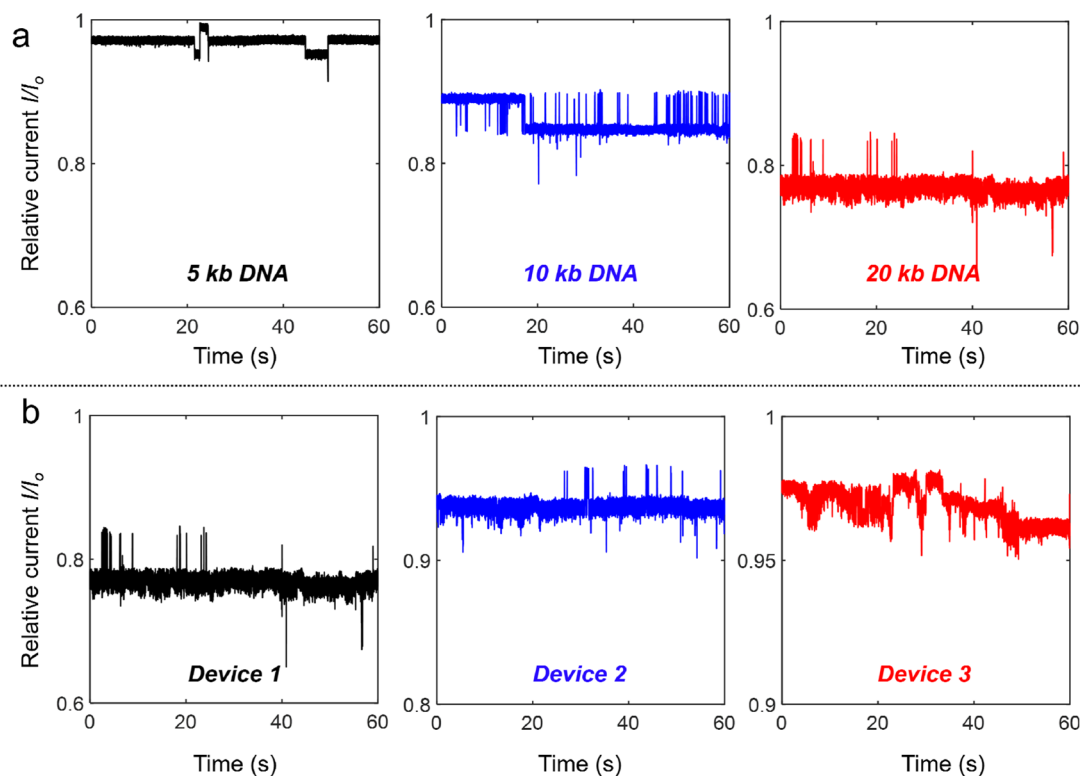 a
Relative current I/Io
1
0.8
0.6
0
20
40
60
Time (s)
5 kb DNA
1
0.8
0.6
0
20
40
60
Time (s)
10 kb DNA
1
0.8
0.6
0
20
40
60
Time (s)
20 kb DNA
b
Relative current I/Io
1
0.8
0.6
0
20
40
60
Time (s)
Device 1
1
0.9
0.8
0
20
40
60
Time (s)
Device 2
1
0.95
0.9
0
20
40
60
Time (s)
Device 3